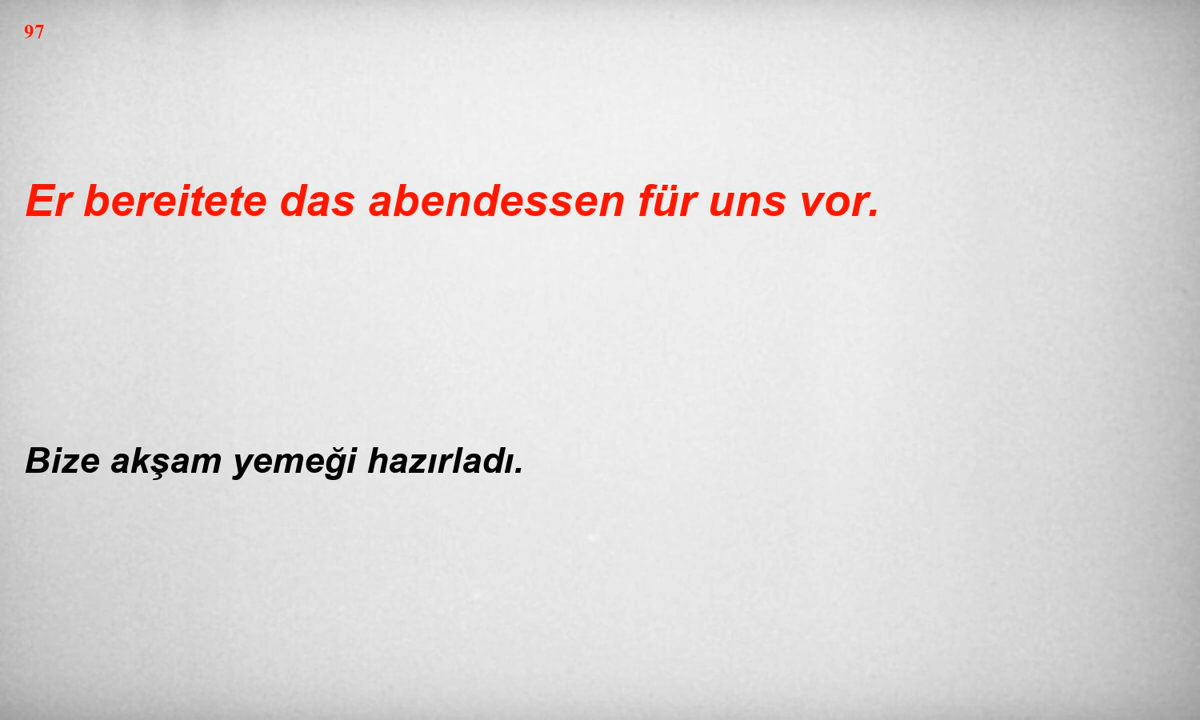 97
Er bereitete das abendessen für uns vor.
Bize akşam yemeği hazırladı.